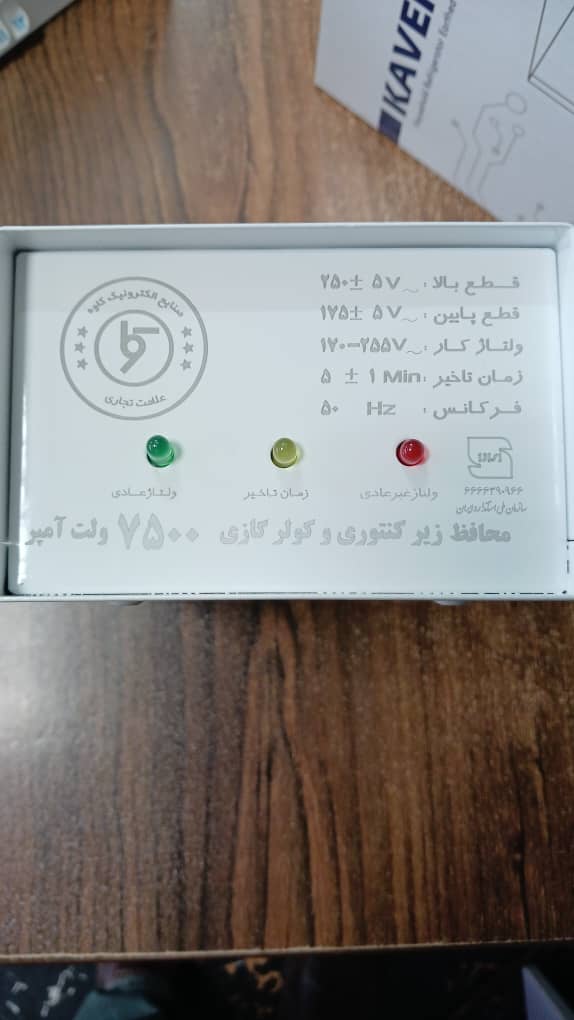 KAVEH
صنایع الکترونیک کاوه
علامت تجاری
قطع بالا : ۲۵۰± ۵V~
قطع پایین : ۱۷۵± ۵V~
ولتاژ کار : ۱۷۰-۲۵۵V~
زمان تاخیر : ۵ ± ۱ Min
فرکانس : ۵۰ Hz
ولتاژ غیرعادی
زمان تاخیر
ولتاژ عادی
۶۶۶۶۳۹۰۹۶۶
محافظ زیر کنتوری و کولر گازی ۷۵۰۰ ولت آمپر